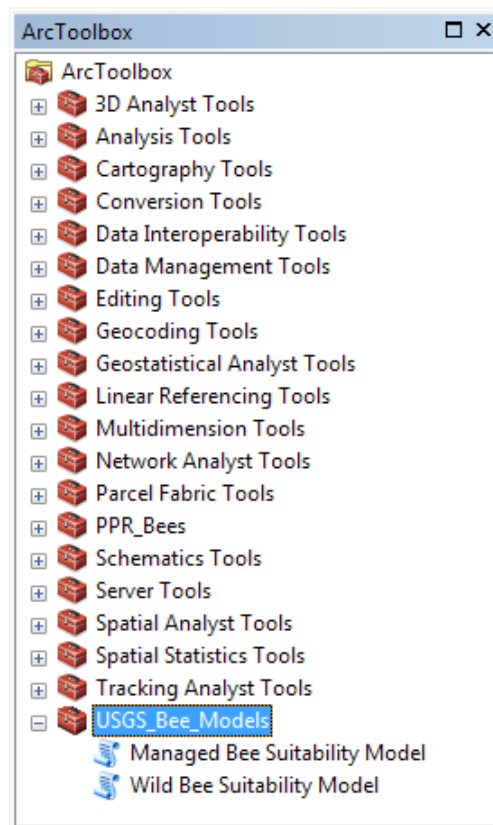 ArcToolbox
ArcToolbox
3D Analyst Tools
Analysis Tools
Cartography Tools
Conversion Tools
Data Interoperability Tools
Data Management Tools
Editing Tools
Geocoding Tools
Geostatistical Analyst Tools
Linear Referencing Tools
Multidimension Tools
Network Analyst Tools
Parcel Fabric Tools
PPR_Bees
Schematics Tools
Server Tools
Spatial Analyst Tools
Spatial Statistics Tools
Tracking Analyst Tools
USGS_Bee_Models
Managed Bee Suitability Model
Wild Bee Suitability Model